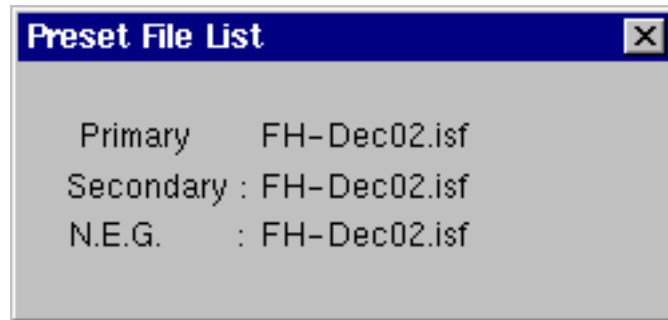 Preset File List
Primary FH-Dec02.isf
Secondary : FH-Dec02.isf
N.E.G. : FH-Dec02.isf